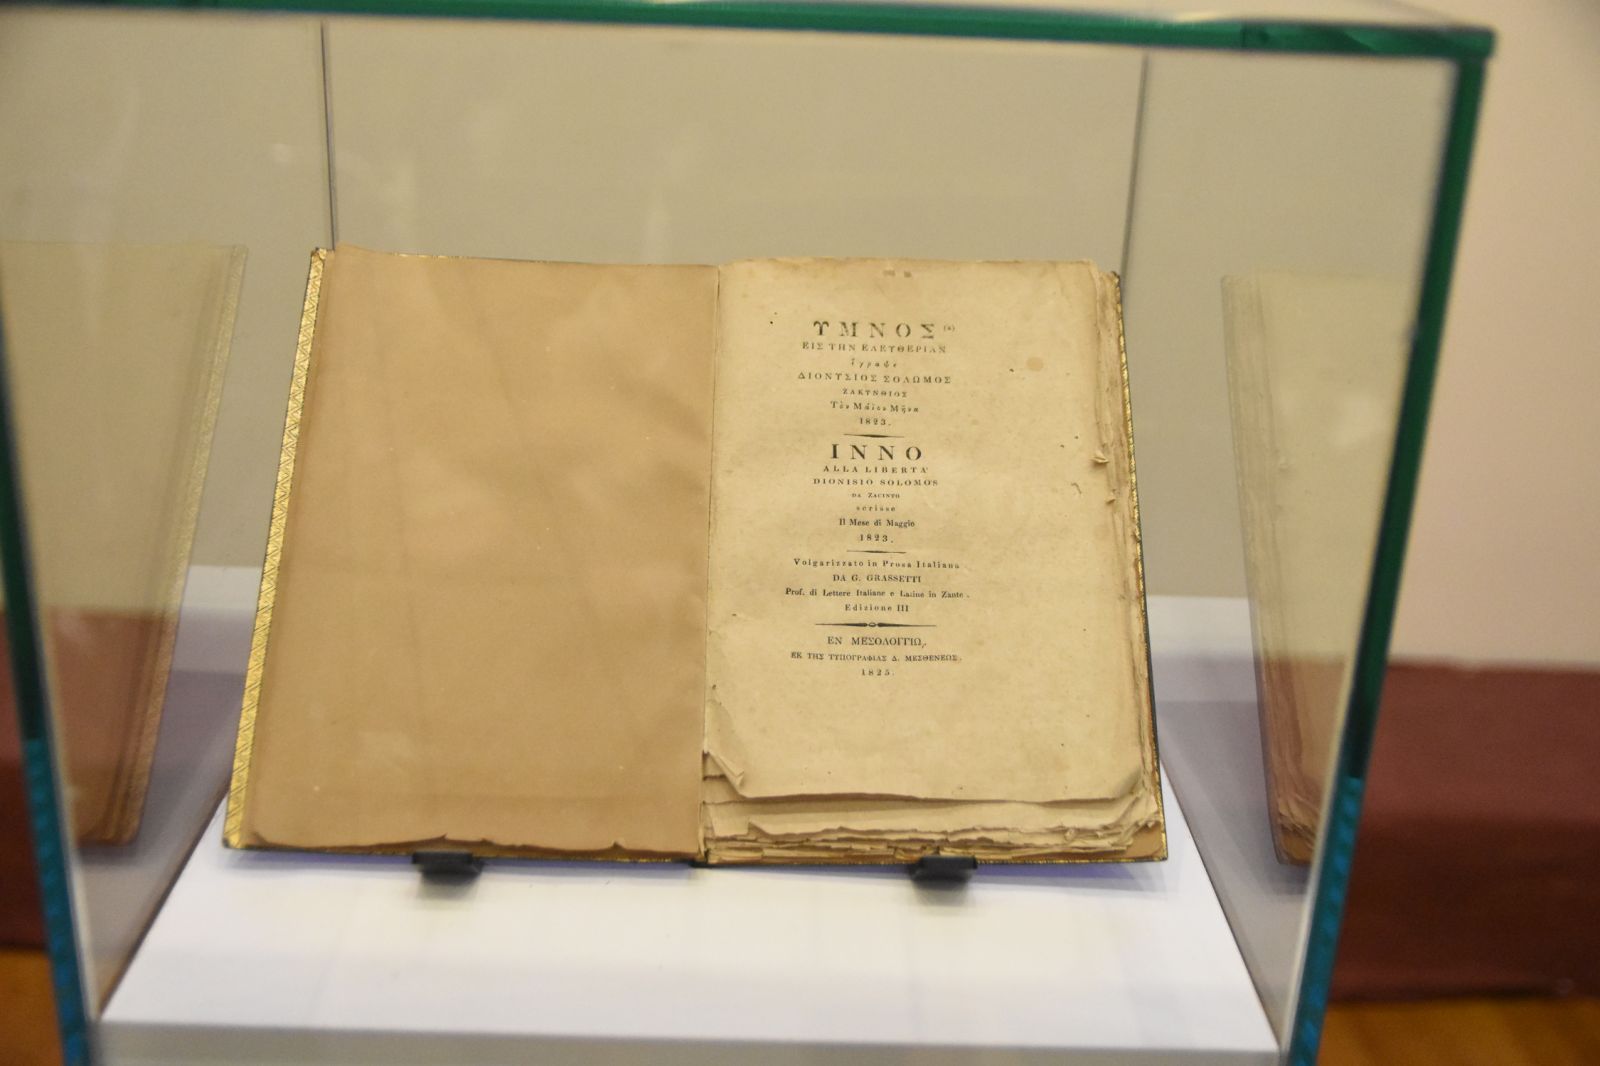 ΥΜΝΟΣ (α)
ΕΙΣ ΤΗΝ ΕΛΕΥΘΕΡΙΑΝ
ἔγραψε
ΔΙΟΝΥΣΙΟΣ ΣΟΛΩΜΟΣ
ΖΑΚΥΝΘΙΟΣ
Τὸν Μάϊον Μῆνα
1823.
INNO
ALLA LIBERTA'
DIONISIO SOLOMÒS
DA ZACINTO
scrisse
Il Mese di Maggio
1823.
Volgarizzato in Prosa Italiana
DA G. GRASSETTI
Prof. di Lettere Italiane e Latine in Zante.
Edizione III
ΕΝ ΜΕΣΟΛΟΓΓΙΩ,
ΕΚ ΤΗΣ ΤΥΠΟΓΡΑΦΙΑΣ Δ. ΜΕΣΘΕΝΕΩΣ.
1825.